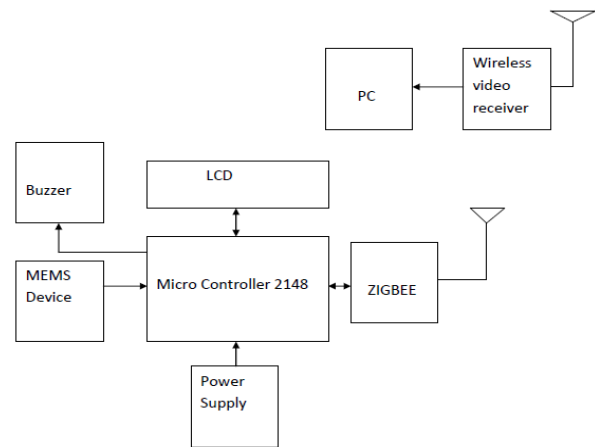 Wireless
video
receiver
PC
LCD
Buzzer
MEMS
Device
Micro Controller 2148
ZIGBEE
Power
Supply